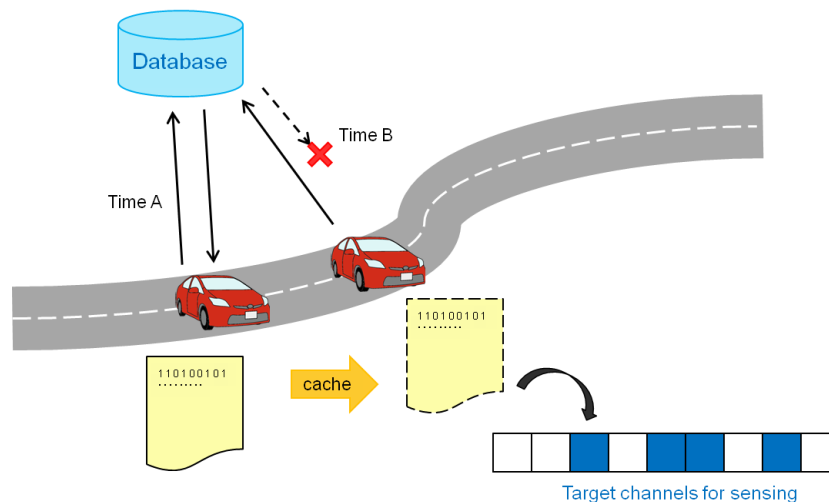 Database
Time B
Time A
110100101
.........
cache
110100101
.........
Target channels for sensing